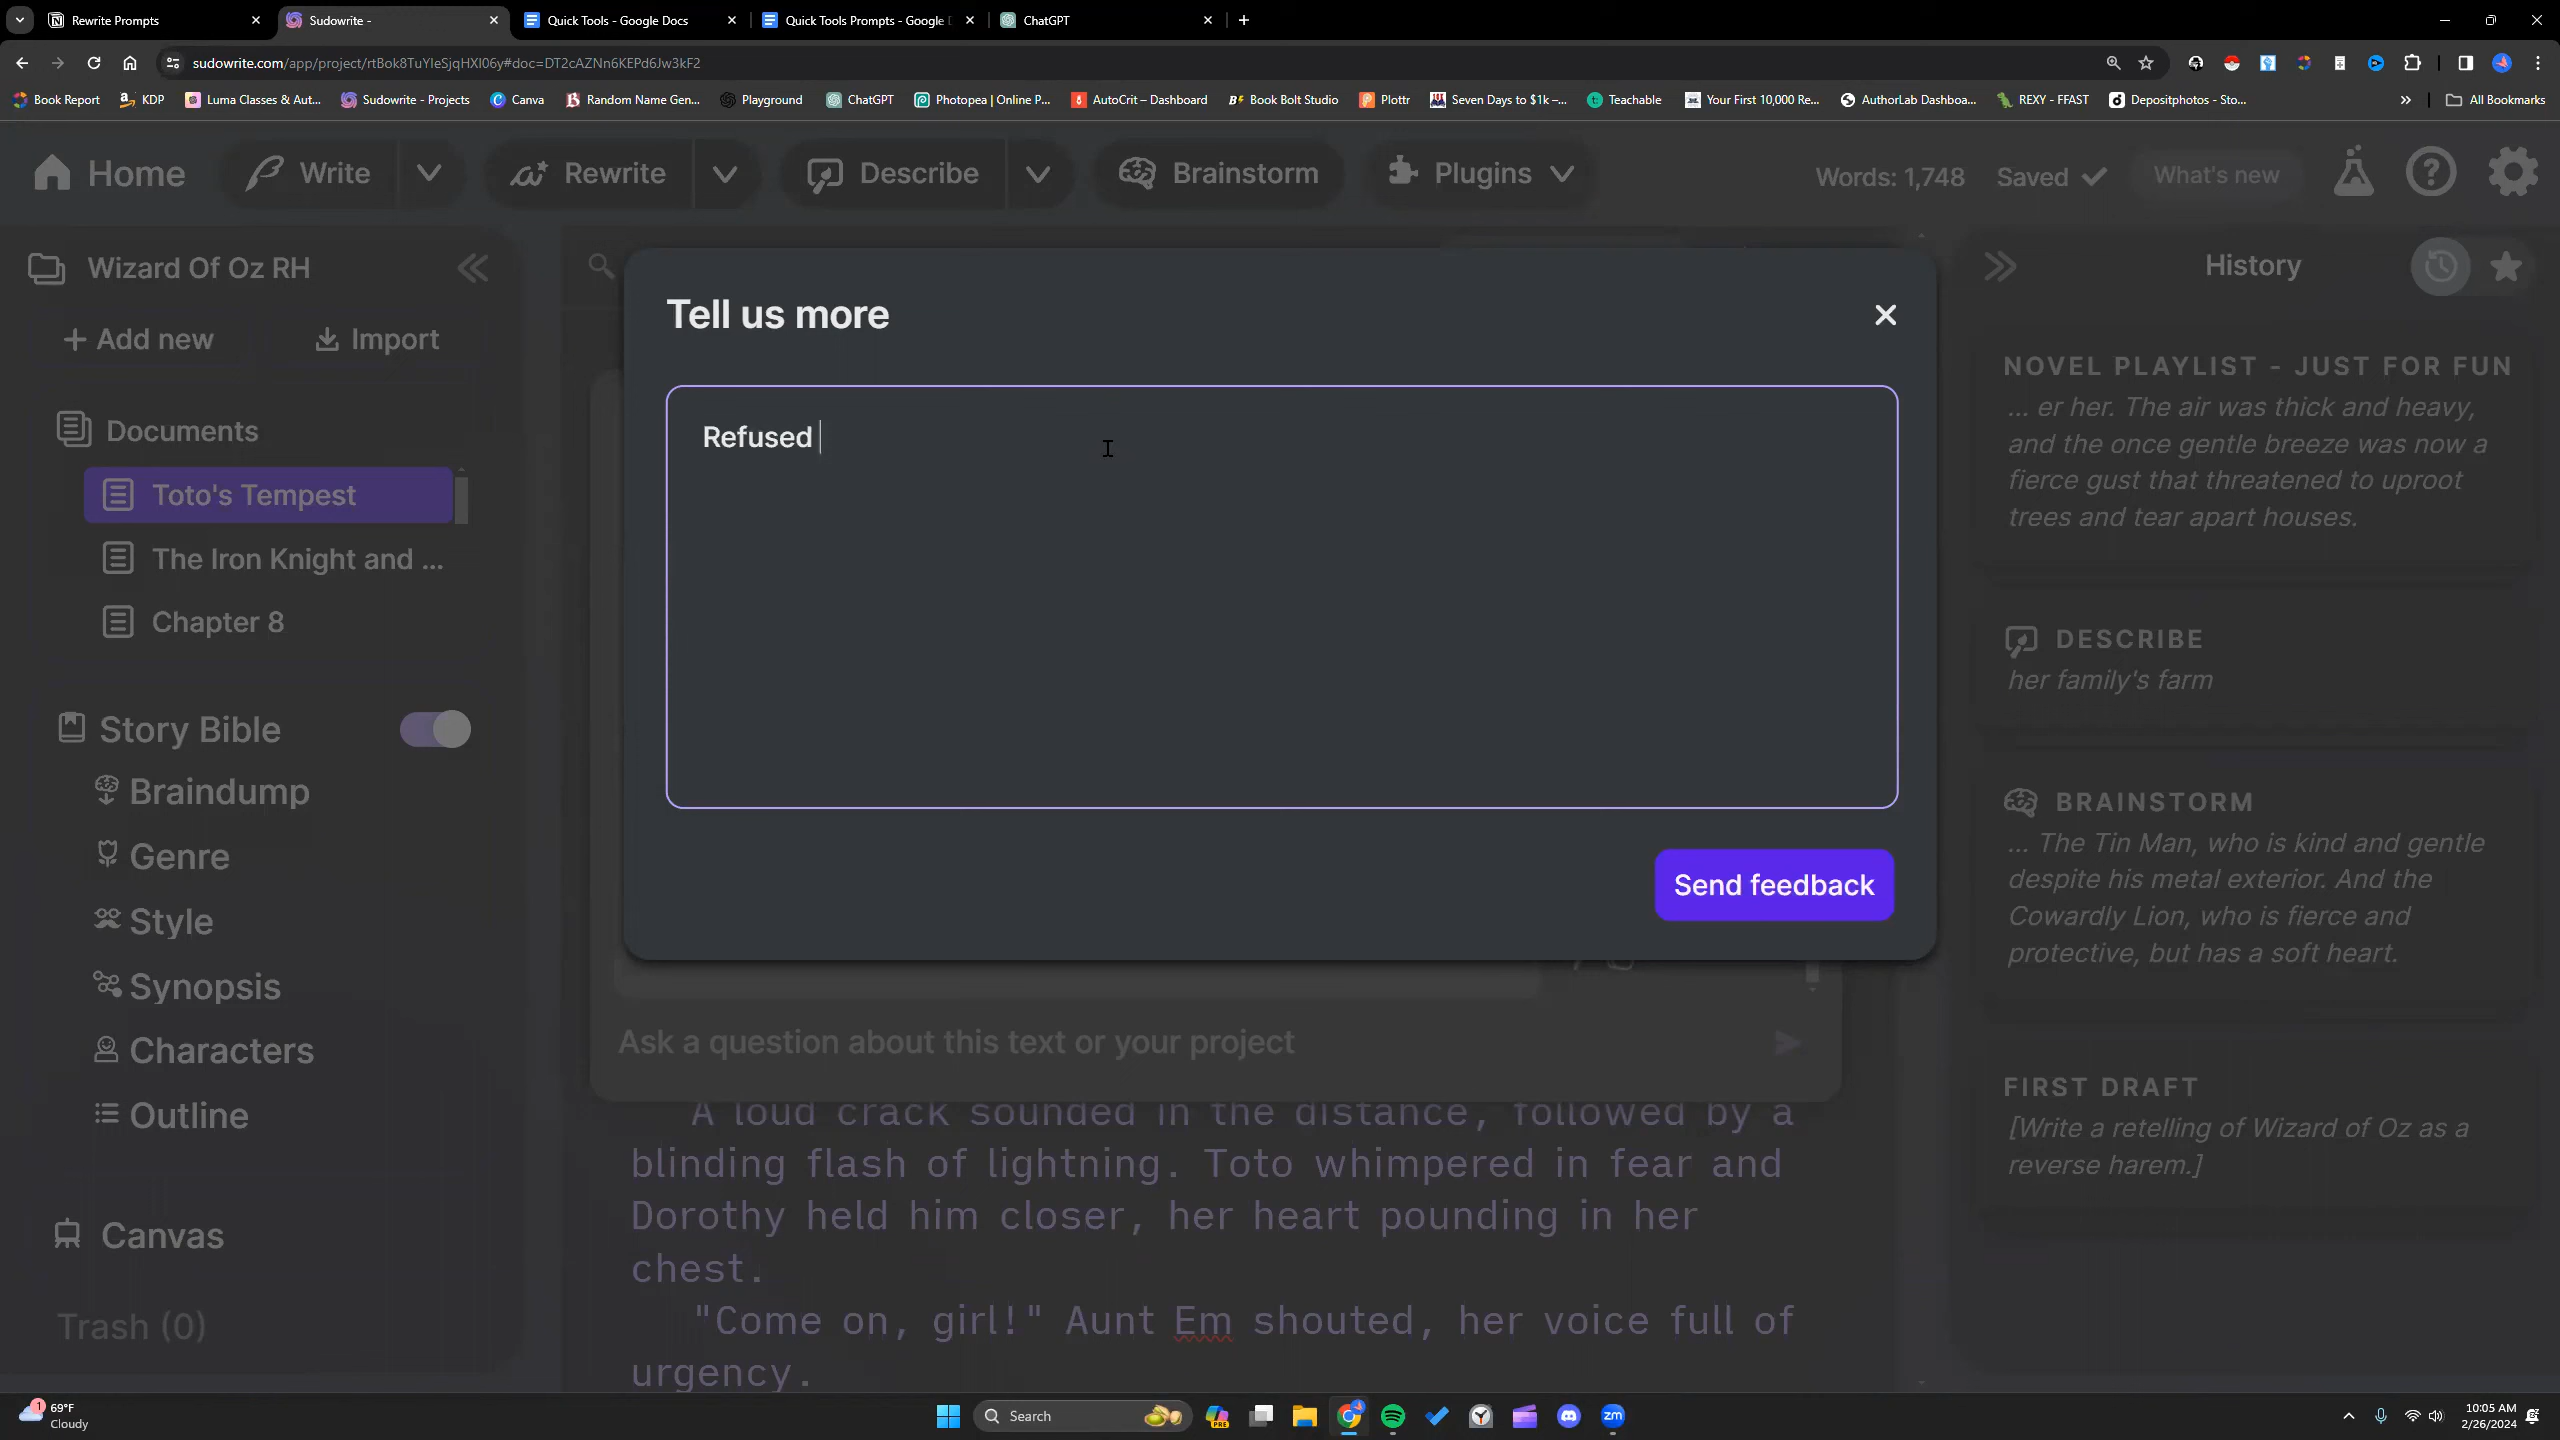 Rewrite Prompts
Sudowrite -
Quick Tools - Google Docs
Quick Tools Prompts - Google D
ChatGPT
sudowrite.com/app/project/rtBok8TuYleSjqHXl06y#doc=DT2cAZNn6KEPd6Jw3kF2
Book Report
KDP
Luma Classes & Aut...
Sudowrite - Projects
Canva
Random Name Gen...
Playground
ChatGPT
Photopea | Online P...
AutoCrit – Dashboard
Book Bolt Studio
Plottr
Seven Days to $1k –...
Teachable
Your First 10,000 Re...
AuthorLab Dashboa...
REXY - FFAST
Depositphotos - Sto...
All Bookmarks
Home
Write
Rewrite
Describe
Brainstorm
Plugins
Words: 1,748
Saved
What's new
Wizard Of Oz RH
+ Add new
Import
Documents
Toto's Tempest
The Iron Knight and ...
Chapter 8
Story Bible
Braindump
Genre
Style
Synopsis
Characters
Outline
Canvas
Trash (0)
Tell us more
Refused
Send feedback
Ask a question about this text or your project
A loud crack sounded in the distance, followed by a
blinding flash of lightning. Toto whimpered in fear and
Dorothy held him closer, her heart pounding in her
chest.
"Come on, girl!" Aunt Em shouted, her voice full of
urgency.
History
NOVEL PLAYLIST - JUST FOR FUN
... er her. The air was thick and heavy,
and the once gentle breeze was now a
fierce gust that threatened to uproot
trees and tear apart houses.
DESCRIBE
her family's farm
BRAINSTORM
... The Tin Man, who is kind and gentle
despite his metal exterior. And the
Cowardly Lion, who is fierce and
protective, but has a soft heart.
FIRST DRAFT
[Write a retelling of Wizard of Oz as a
reverse harem.]
1
69°F
Cloudy
Search
PRE
zm
10:05 AM
2/26/2024